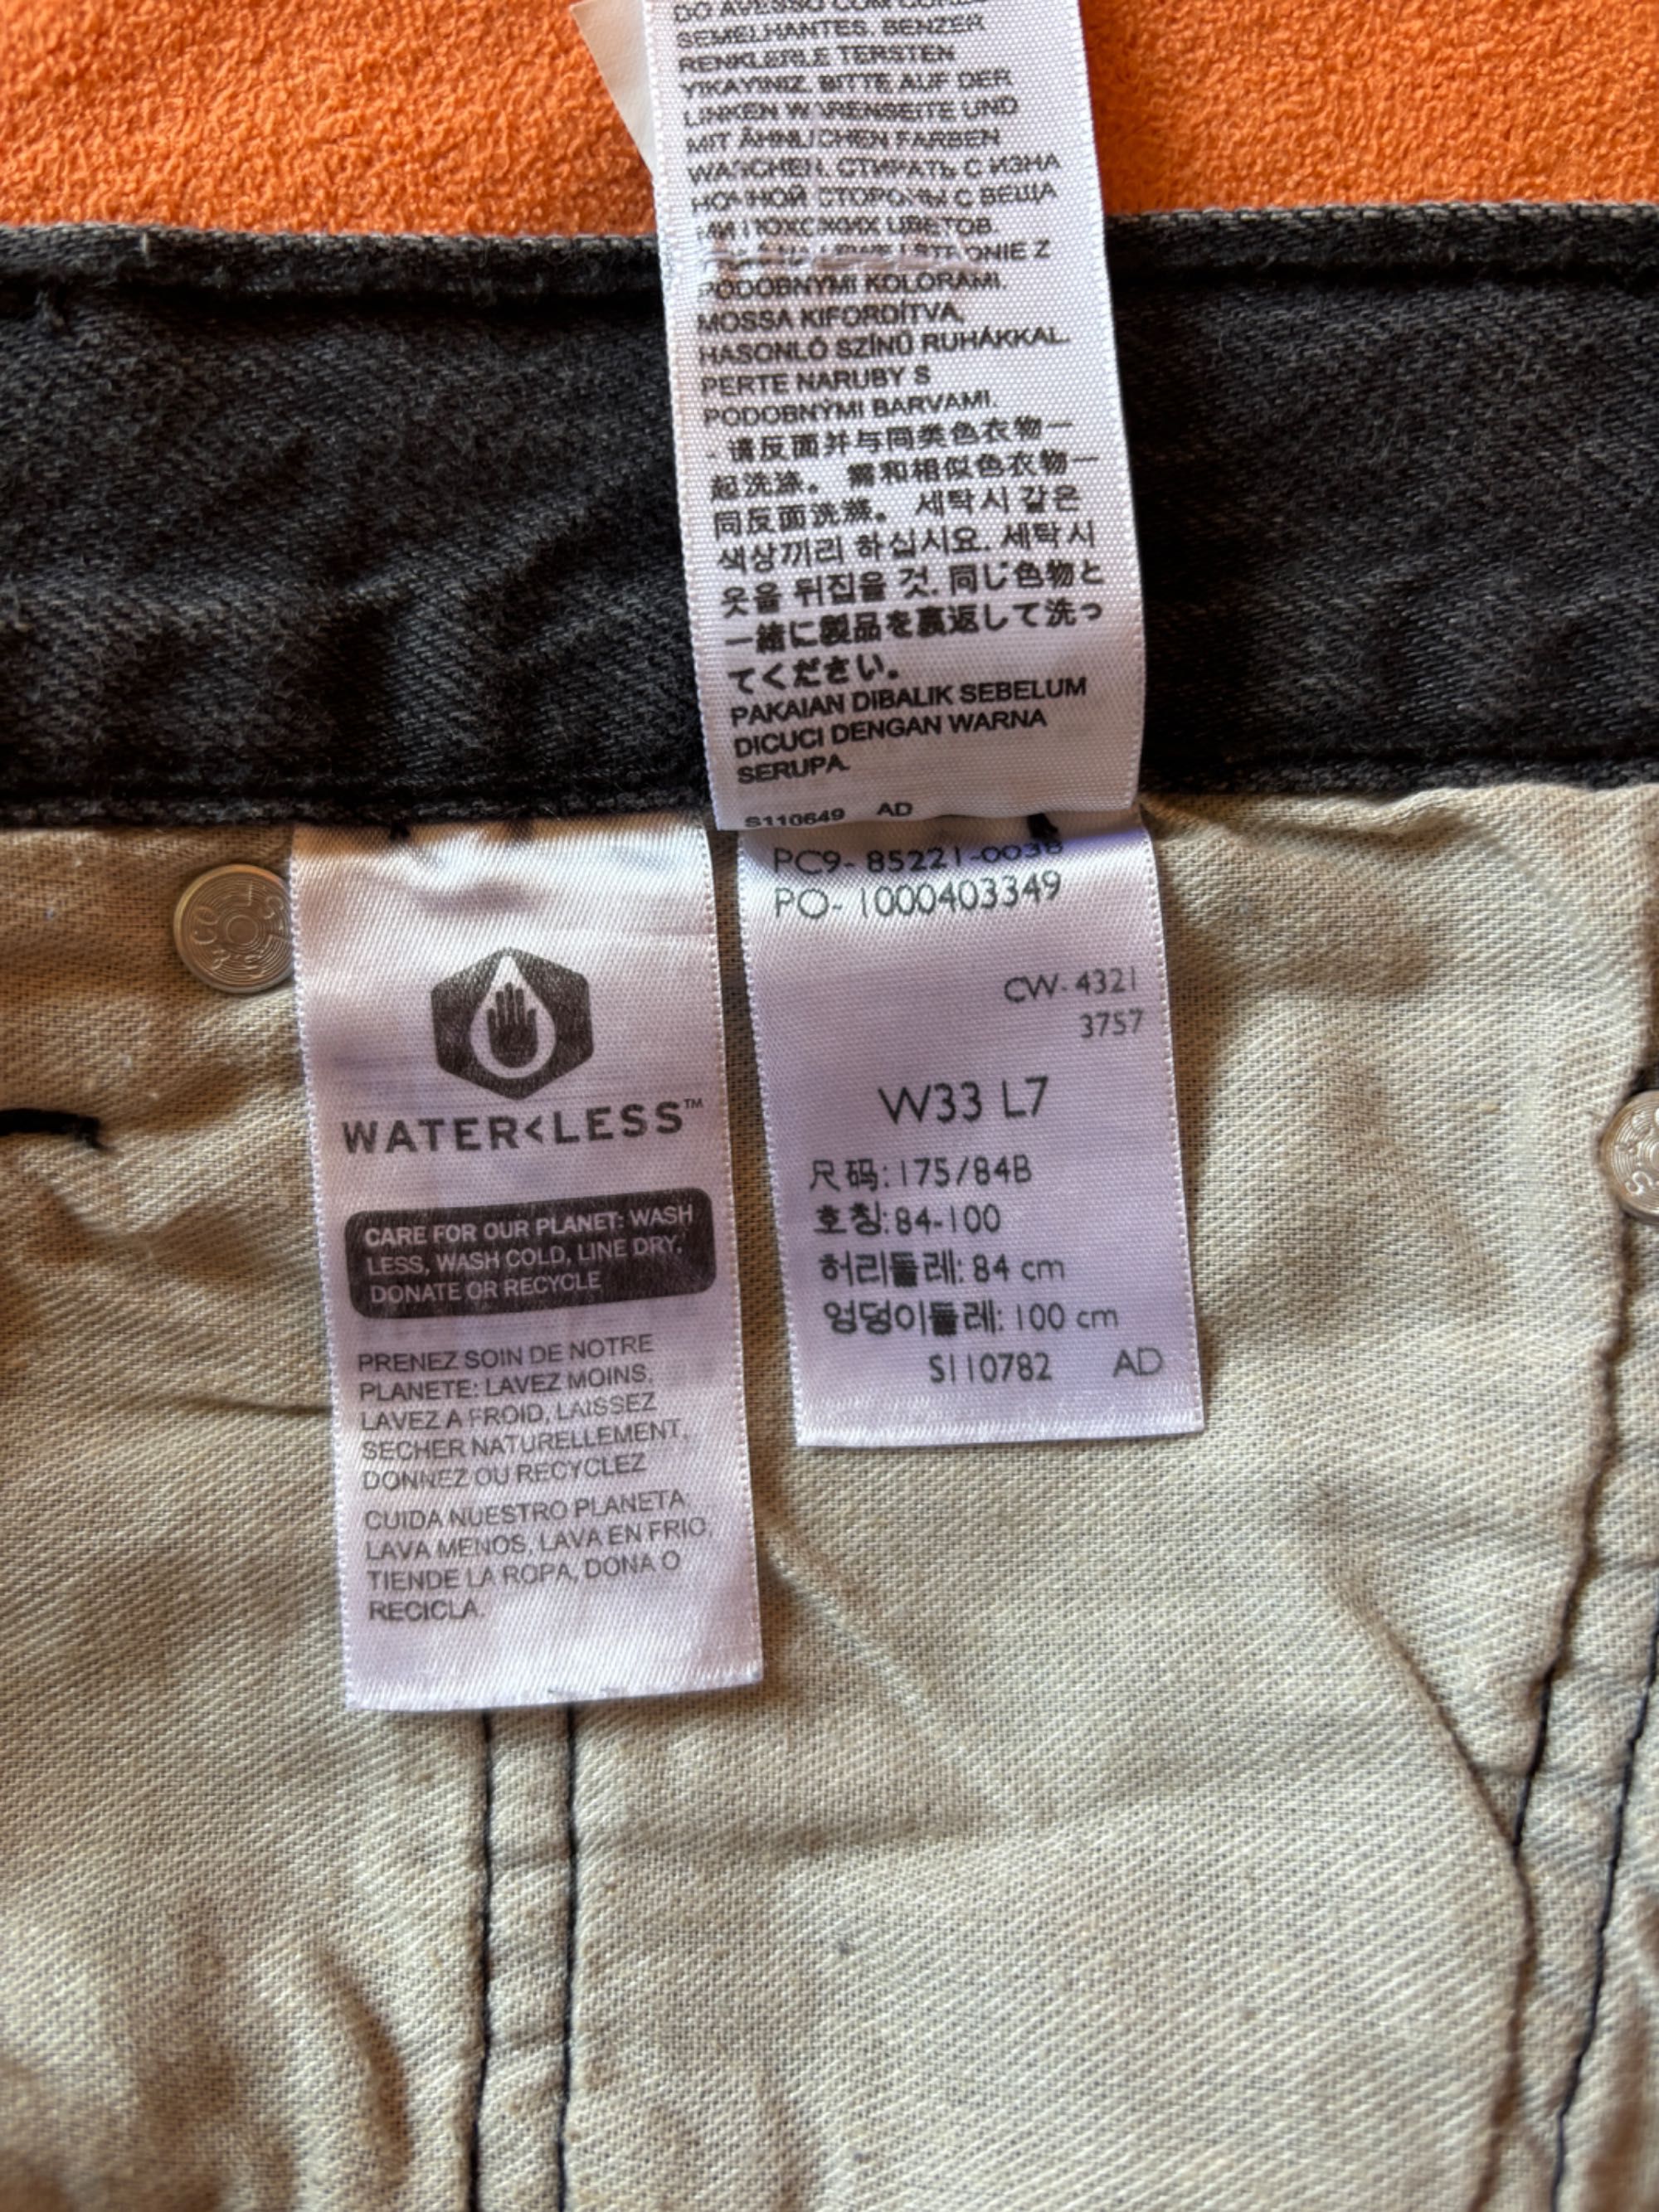 DO AVESSO COM CORES
SEMELHANTES. BENZER
RENKLERLE TERSTEN
YIKAYINIZ. BITTE AUF DER
LINKEN WARENSEITE UND
MIT ÄHNLICHEN FARBEN
WASCHEN. СТИРАТЬ С ИЗНА
НОЧНОЙ СТОРОНЫ С ВЕЩА
МИ ПОХОЖИХ ЦВЕТОВ.
STRONIE Z
PODOBNYMI KOLORAMI.
MOSSA KIFORDÍTVA,
HASONLÓ SZÍNŰ RUHÁKKAL.
PERTE NARUBY S
PODOBNÝMI BARVAMI.
- 请反面并与同类色衣物一
起洗涤。 需和相似色衣物一
同反面洗滌。 세탁시 같은
색상끼리 하십시요. 세탁시
옷을 뒤집을 것. 同じ色物と
一緒に製品を裏返して洗っ
てください。
PAKAIAN DIBALIK SEBELUM
DICUCI DENGAN WARNA
SERUPA.
S110649 AD
PC9- 85221-0038
PO- 1000403349
CW- 4321
3757
W33 L7
尺码: 175/84B
호칭: 84-100
허리둘레: 84 cm
엉덩이둘레: 100 cm
S110782 AD
WATER<LESS™
CARE FOR OUR PLANET: WASH
LESS, WASH COLD, LINE DRY,
DONATE OR RECYCLE
PRENEZ SOIN DE NOTRE
PLANETE: LAVEZ MOINS,
LAVEZ A FROID, LAISSEZ
SECHER NATURELLEMENT,
DONNEZ OU RECYCLEZ
CUIDA NUESTRO PLANETA:
LAVA MENOS, LAVA EN FRIO,
TIENDE LA ROPA, DONA O
RECICLA.